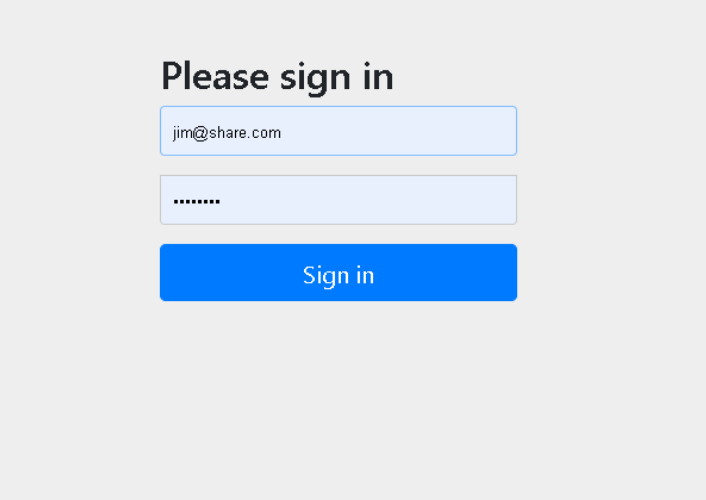 Please sign in
jim@share.com
••••••••
Sign in